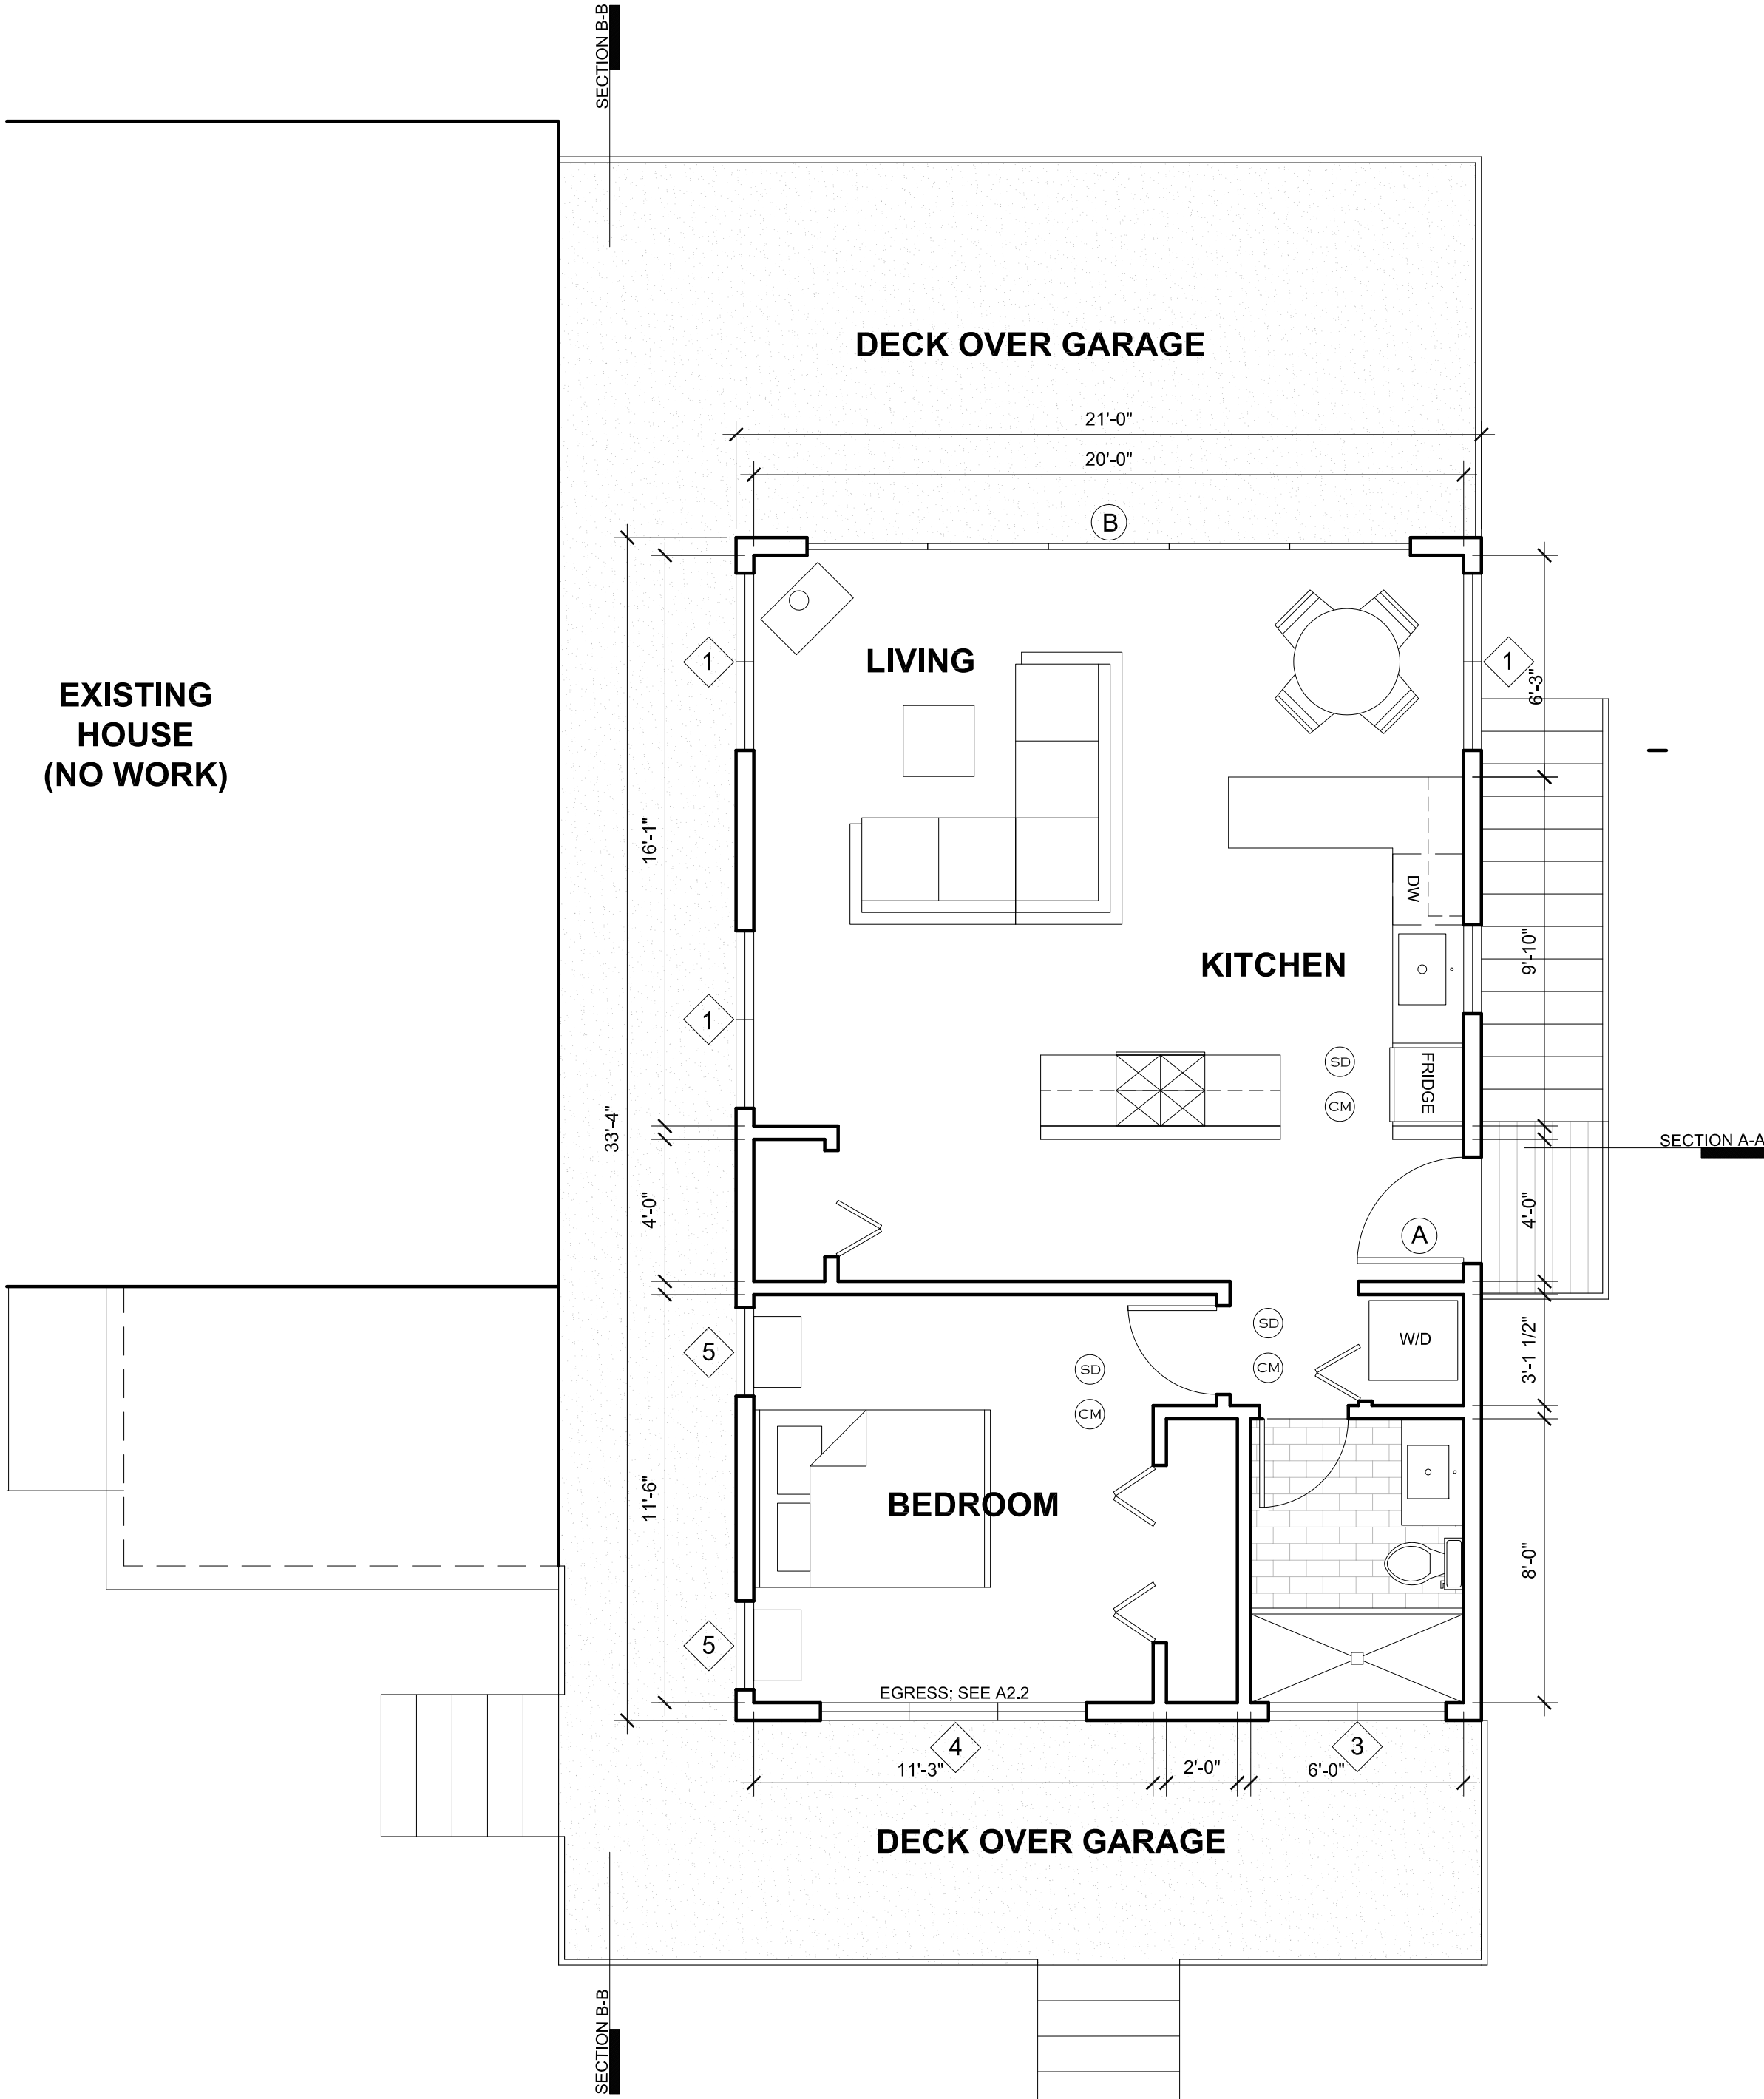 SECTION B-B
DECK OVER GARAGE
21'-0"
20'-0"
B
LIVING
1
1
6'-3"
EXISTING
HOUSE
(NO WORK)
16'-1"
DW
9'-10"
KITCHEN
1
SD
FRIDGE
CM
33'-4"
SECTION A-A
4'-0"
4'-0"
A
SD
W/D
3'-1 1/2"
5
SD
CM
CM
11'-6"
BEDROOM
8'-0"
5
EGRESS; SEE A2.2
4
3
11'-3"
2'-0"
6'-0"
DECK OVER GARAGE
SECTION B-B